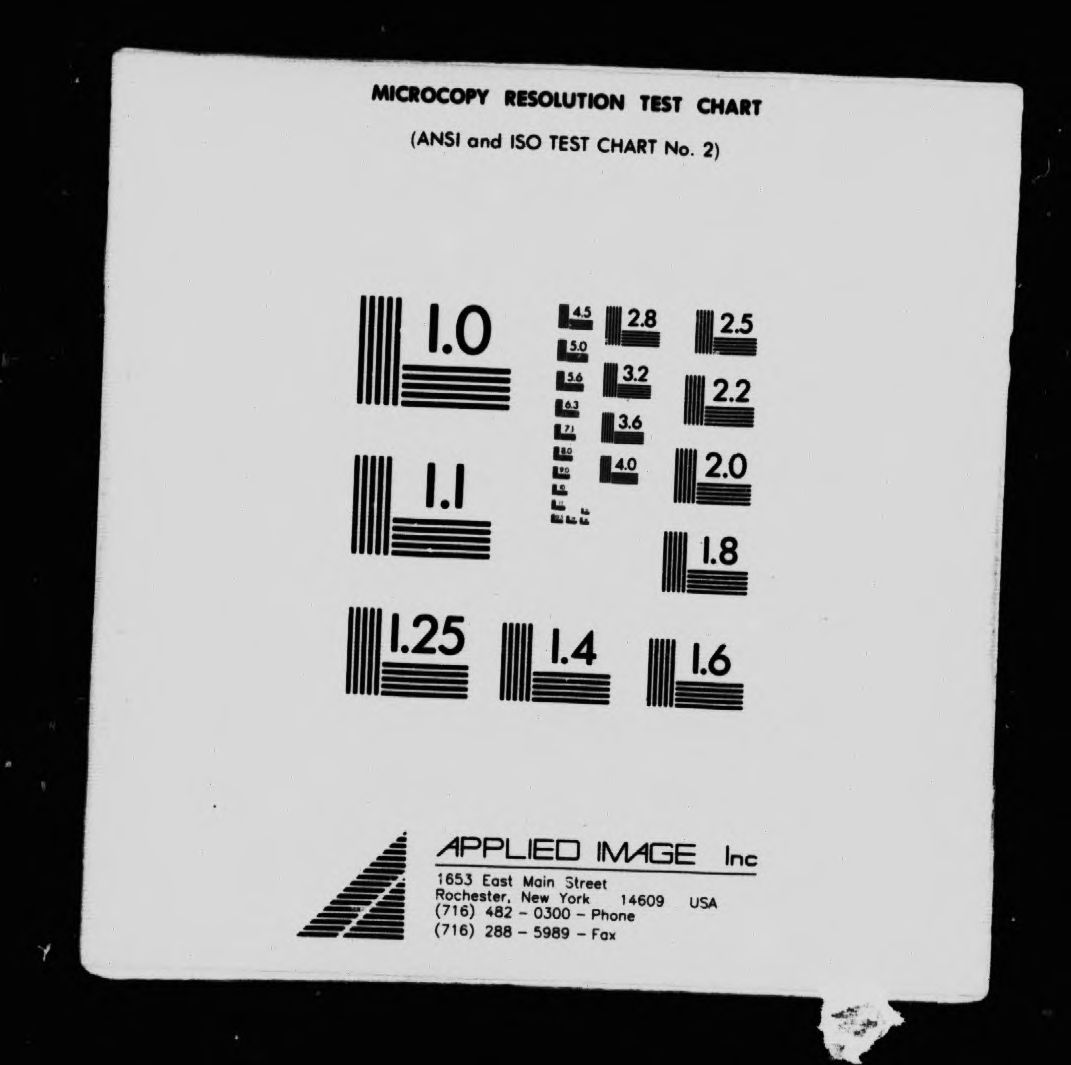 MICROCOPY RESOLUTION TEST CHART
(ANSI and ISO TEST CHART No. 2)
1.0
4.5
2.8
2.5
5.0
5.6
3.2
2.2
6.3
3.6
7.1
8.0
4.0
2.0
9.0
1.1
1.8
1.25
1.4
1.6
APPLIED IMAGE Inc
1653 East Main Street
Rochester, New York 14609 USA
(716) 482 - 0300 - Phone
(716) 288 - 5989 - Fax